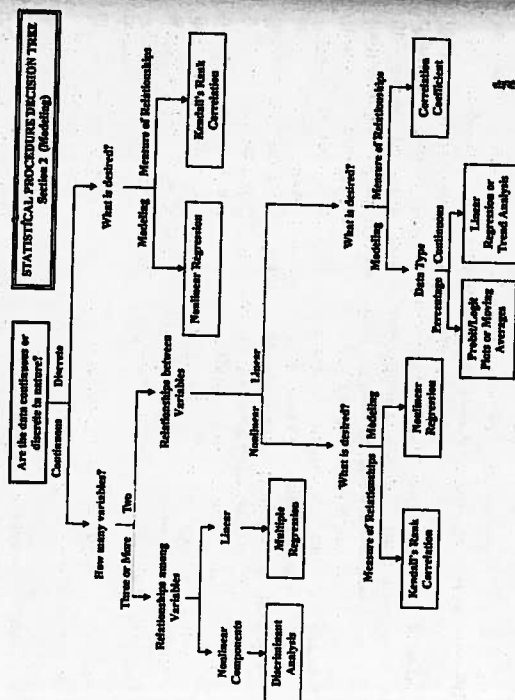 STATISTICAL PROCEDURE DECISION TREE
Section 2 (Modeling)
Are the data continuous or
discrete in nature?
Continuous
Discrete
How many variables?
Three or More
Two
What is desired?
Modeling
Measure of Relationships
Nonlinear Regression
Kendall's Rank
Correlation
Relationships among
Variables
Relationships between
Variables
Nonlinear
Components
Linear
Discriminant
Analysis
Multiple
Regression
Nonlinear
Linear
What is desired?
Measure of Relationships
Modeling
Kendall's Rank
Correlation
Nonlinear
Regression
What is desired?
Modeling
Measure of Relationships
Data Type
Percentage
Continuous
Correlation
Coefficient
Probit/Logit
Plots or Moving
Averages
Linear
Regression or
Trend Analysis